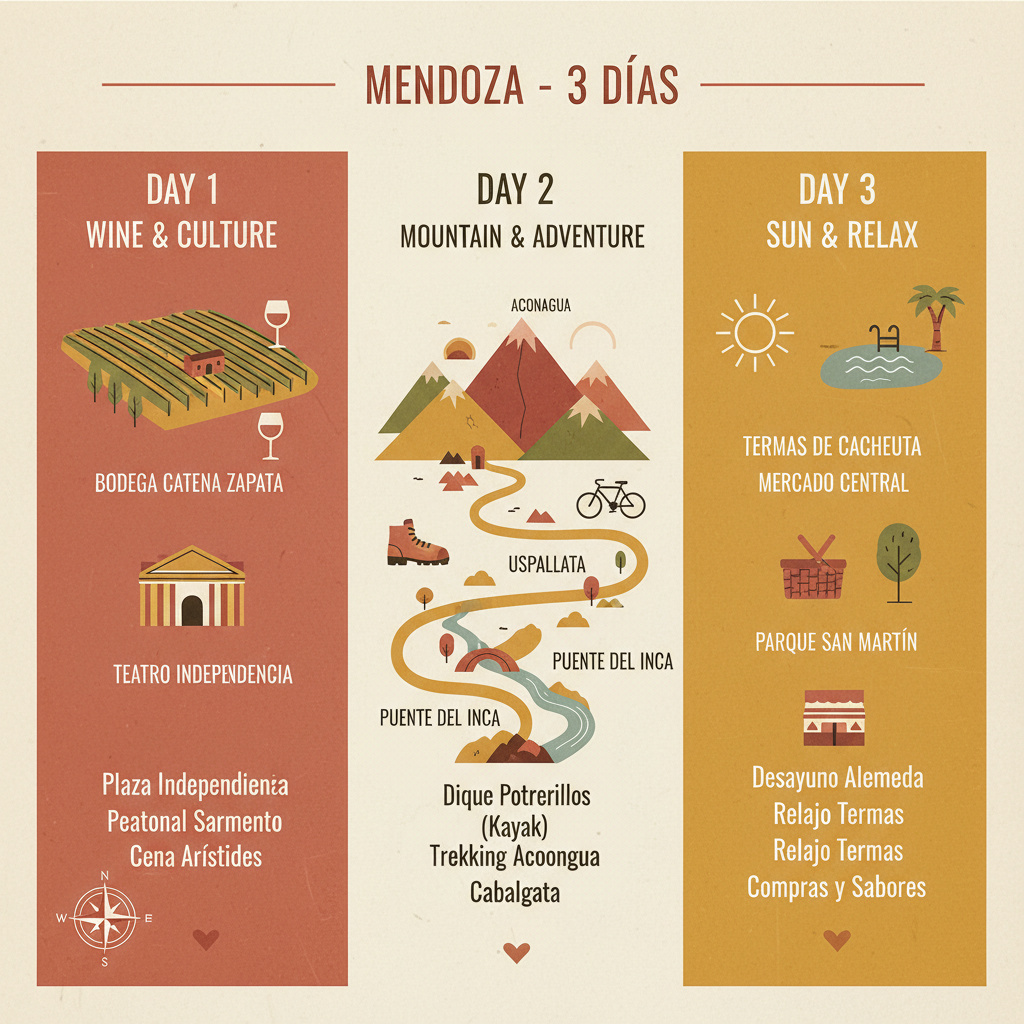 MENDOZA - 3 DÍAS
DAY 1
WINE & CULTURE
BODEGA CATENA ZAPATA
TEATRO INDEPENDENCIA
Plaza Independienia
Peatonal Sarmento
Cena Arístides
N
W E
S
DAY 2
MOUNTAIN & ADVENTURE
ACONAGUA
USPALLATA
PUENTE DEL INCA
PUENTE DEL INCA
Dique Potrerillos
(Kayak)
Trekking Acoongua
Cabalgata
DAY 3
SUN & RELAX
TERMAS DE CACHEUTA
MERCADO CENTRAL
PARQUE SAN MARTÍN
Desayuno Alemeda
Relajo Termas
Relajo Termas
Compras y Sabores